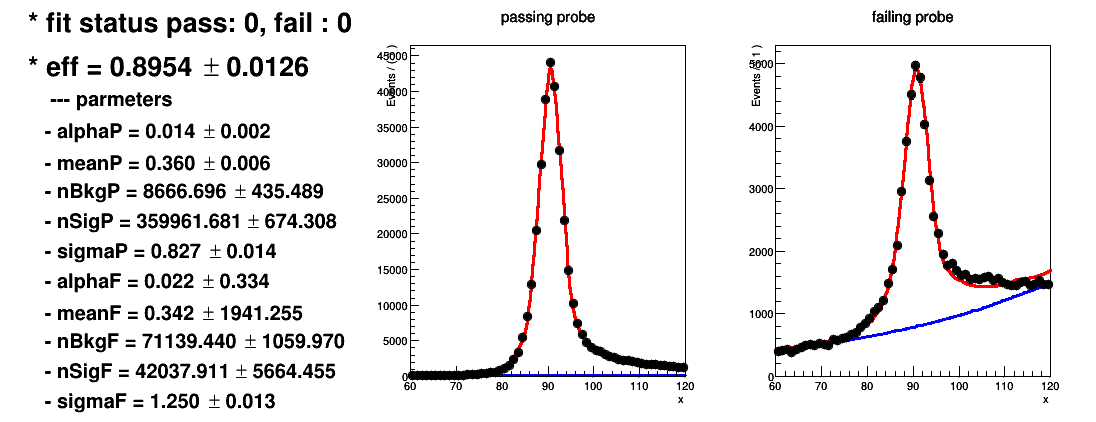 * fit status pass: 0, fail : 0
* eff = 0.8954 ± 0.0126
--- parmeters
- alphaP = 0.014 ± 0.002
- meanP = 0.360 ± 0.006
- nBkgP = 8666.696 ± 435.489
- nSigP = 359961.681 ± 674.308
- sigmaP = 0.827 ± 0.014
- alphaF = 0.022 ± 0.334
- meanF = 0.342 ± 1941.255
- nBkgF = 71139.440 ± 1059.970
- nSigF = 42037.911 ± 5664.455
- sigmaF = 1.250 ± 0.013
passing probe
Events / ( 1 )
45000
40000
35000
30000
25000
20000
15000
10000
5000
0
60 70 80 90 100 110 120
x
failing probe
Events / ( 1 )
5000
4000
3000
2000
1000
0
60 70 80 90 100 110 120
x